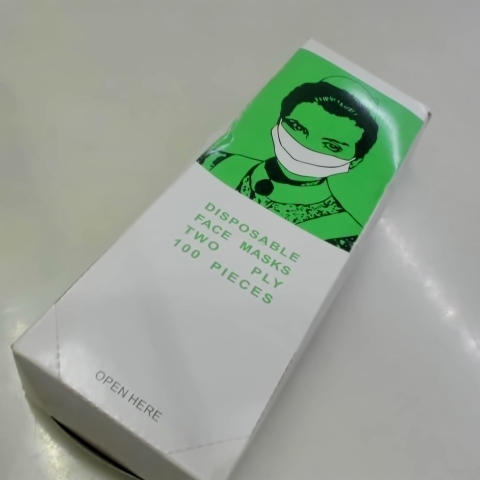 DISPOSABLE
FACE MASKS
TWO PLY
100 PIECES
OPEN HERE